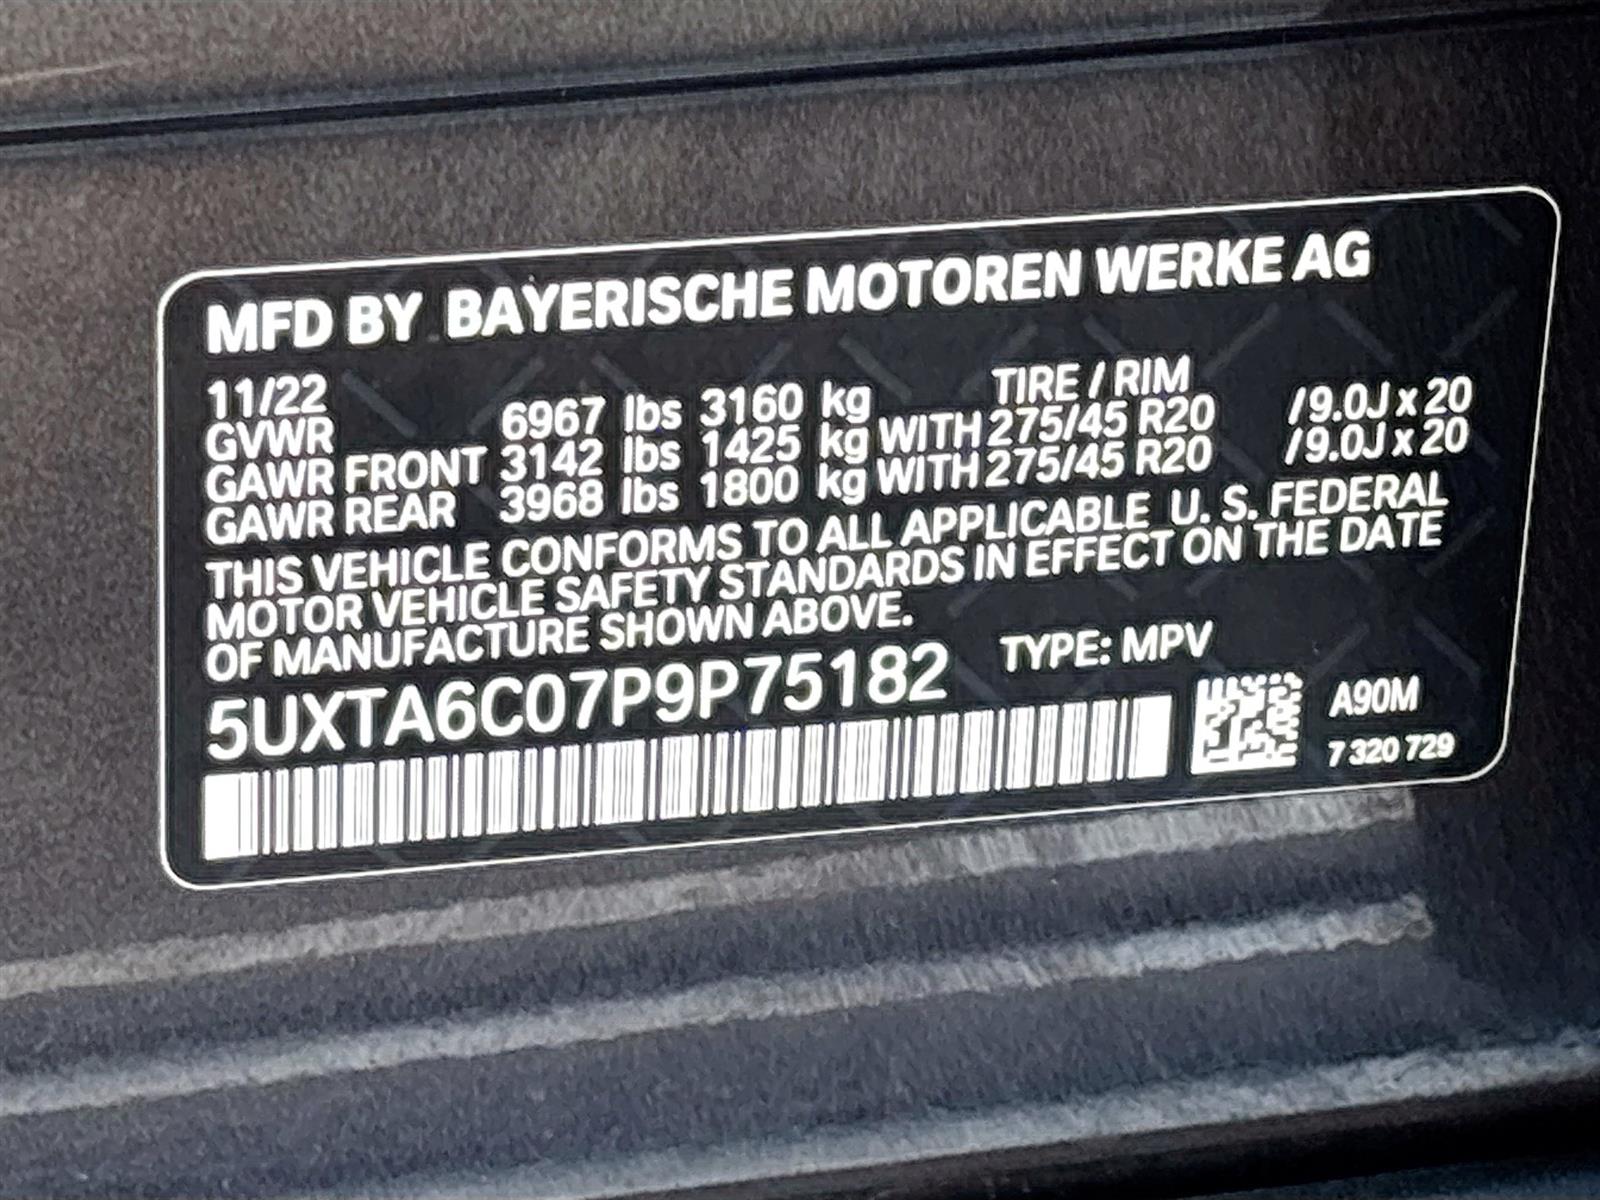 MFD BY BAYERISCHE MOTOREN WERKE AG
11/22 TIRE / RIM
GVWR 6967 lbs 3160 kg
GAWR FRONT 3142 lbs 1425 kg WITH 275/45 R20 /9.0J x 20
GAWR REAR 3968 lbs 1800 kg WITH 275/45 R20 /9.0J x 20
THIS VEHICLE CONFORMS TO ALL APPLICABLE U. S. FEDERAL
MOTOR VEHICLE SAFETY STANDARDS IN EFFECT ON THE DATE
OF MANUFACTURE SHOWN ABOVE.
5UXTA6C07P9P75182 TYPE: MPV
A90M
7 320 729